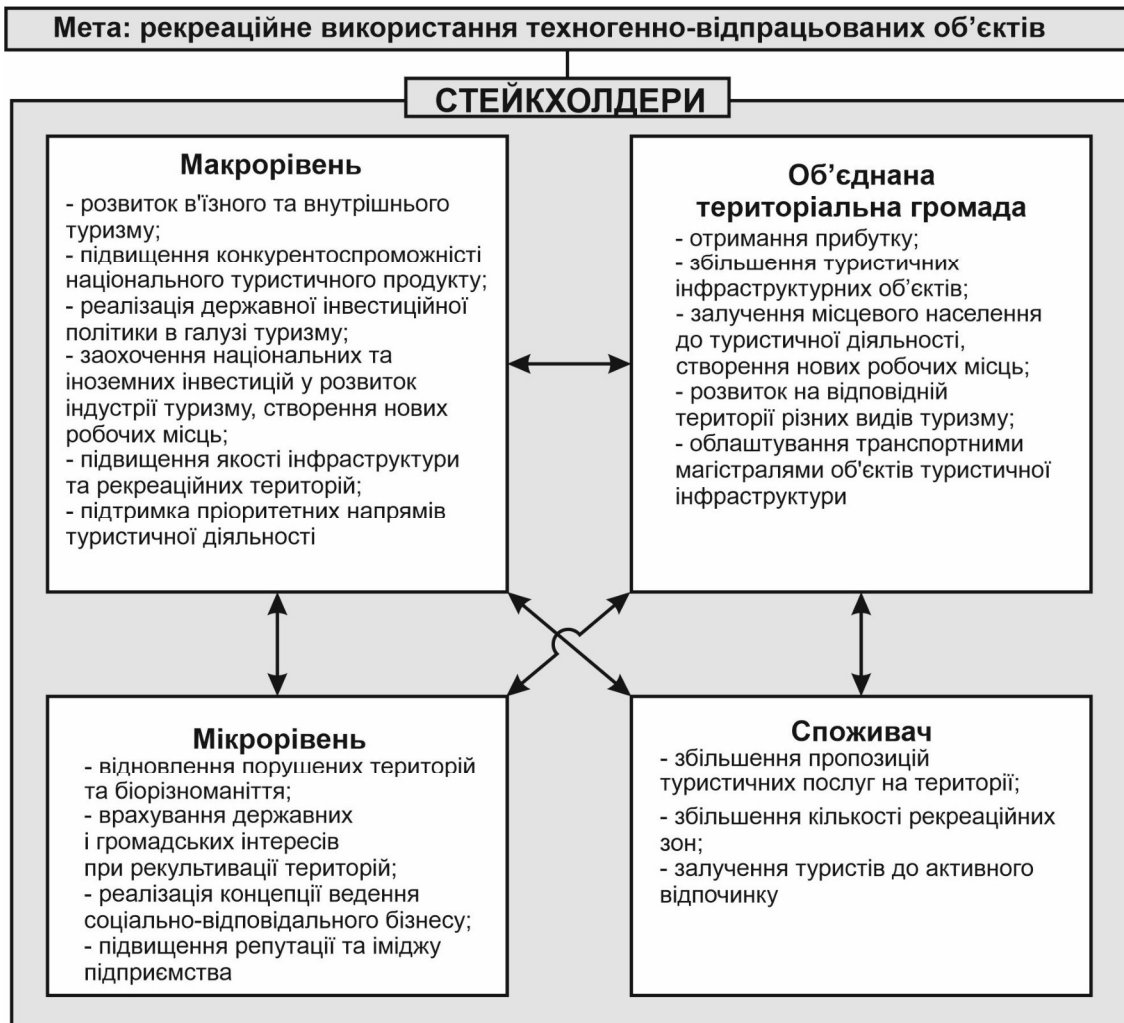 Мета: рекреаційне використання техногенно-відпрацьованих об’єктів
СТЕЙКХОЛДЕРИ
Макрорівень
- розвиток в'їзного та внутрішнього
туризму;
- підвищення конкурентоспроможності
національного туристичного продукту;
- реалізація державної інвестиційної
політики в галузі туризму;
- заохочення національних та
іноземних інвестицій у розвиток
індустрії туризму, створення нових
робочих місць;
- підвищення якості інфраструктури
та рекреаційних територій;
- підтримка пріоритетних напрямів
туристичної діяльності
Об’єднана
територіальна громада
- отримання прибутку;
- збільшення туристичних
інфраструктурних об’єктів;
- залучення місцевого населення
до туристичної діяльності,
створення нових робочих місць;
- розвиток на відповідній
території різних видів туризму;
- облаштування транспортними
магістралями об'єктів туристичної
інфраструктури
Мікрорівень
- відновлення порушених територій
та біорізноманіття;
- врахування державних
і громадських інтересів
при рекультивації територій;
- реалізація концепції ведення
соціально-відповідального бізнесу;
- підвищення репутації та іміджу
підприємства
Споживач
- збільшення пропозицій
туристичних послуг на території;
- збільшення кількості рекреаційних
зон;
- залучення туристів до активного
відпочинку